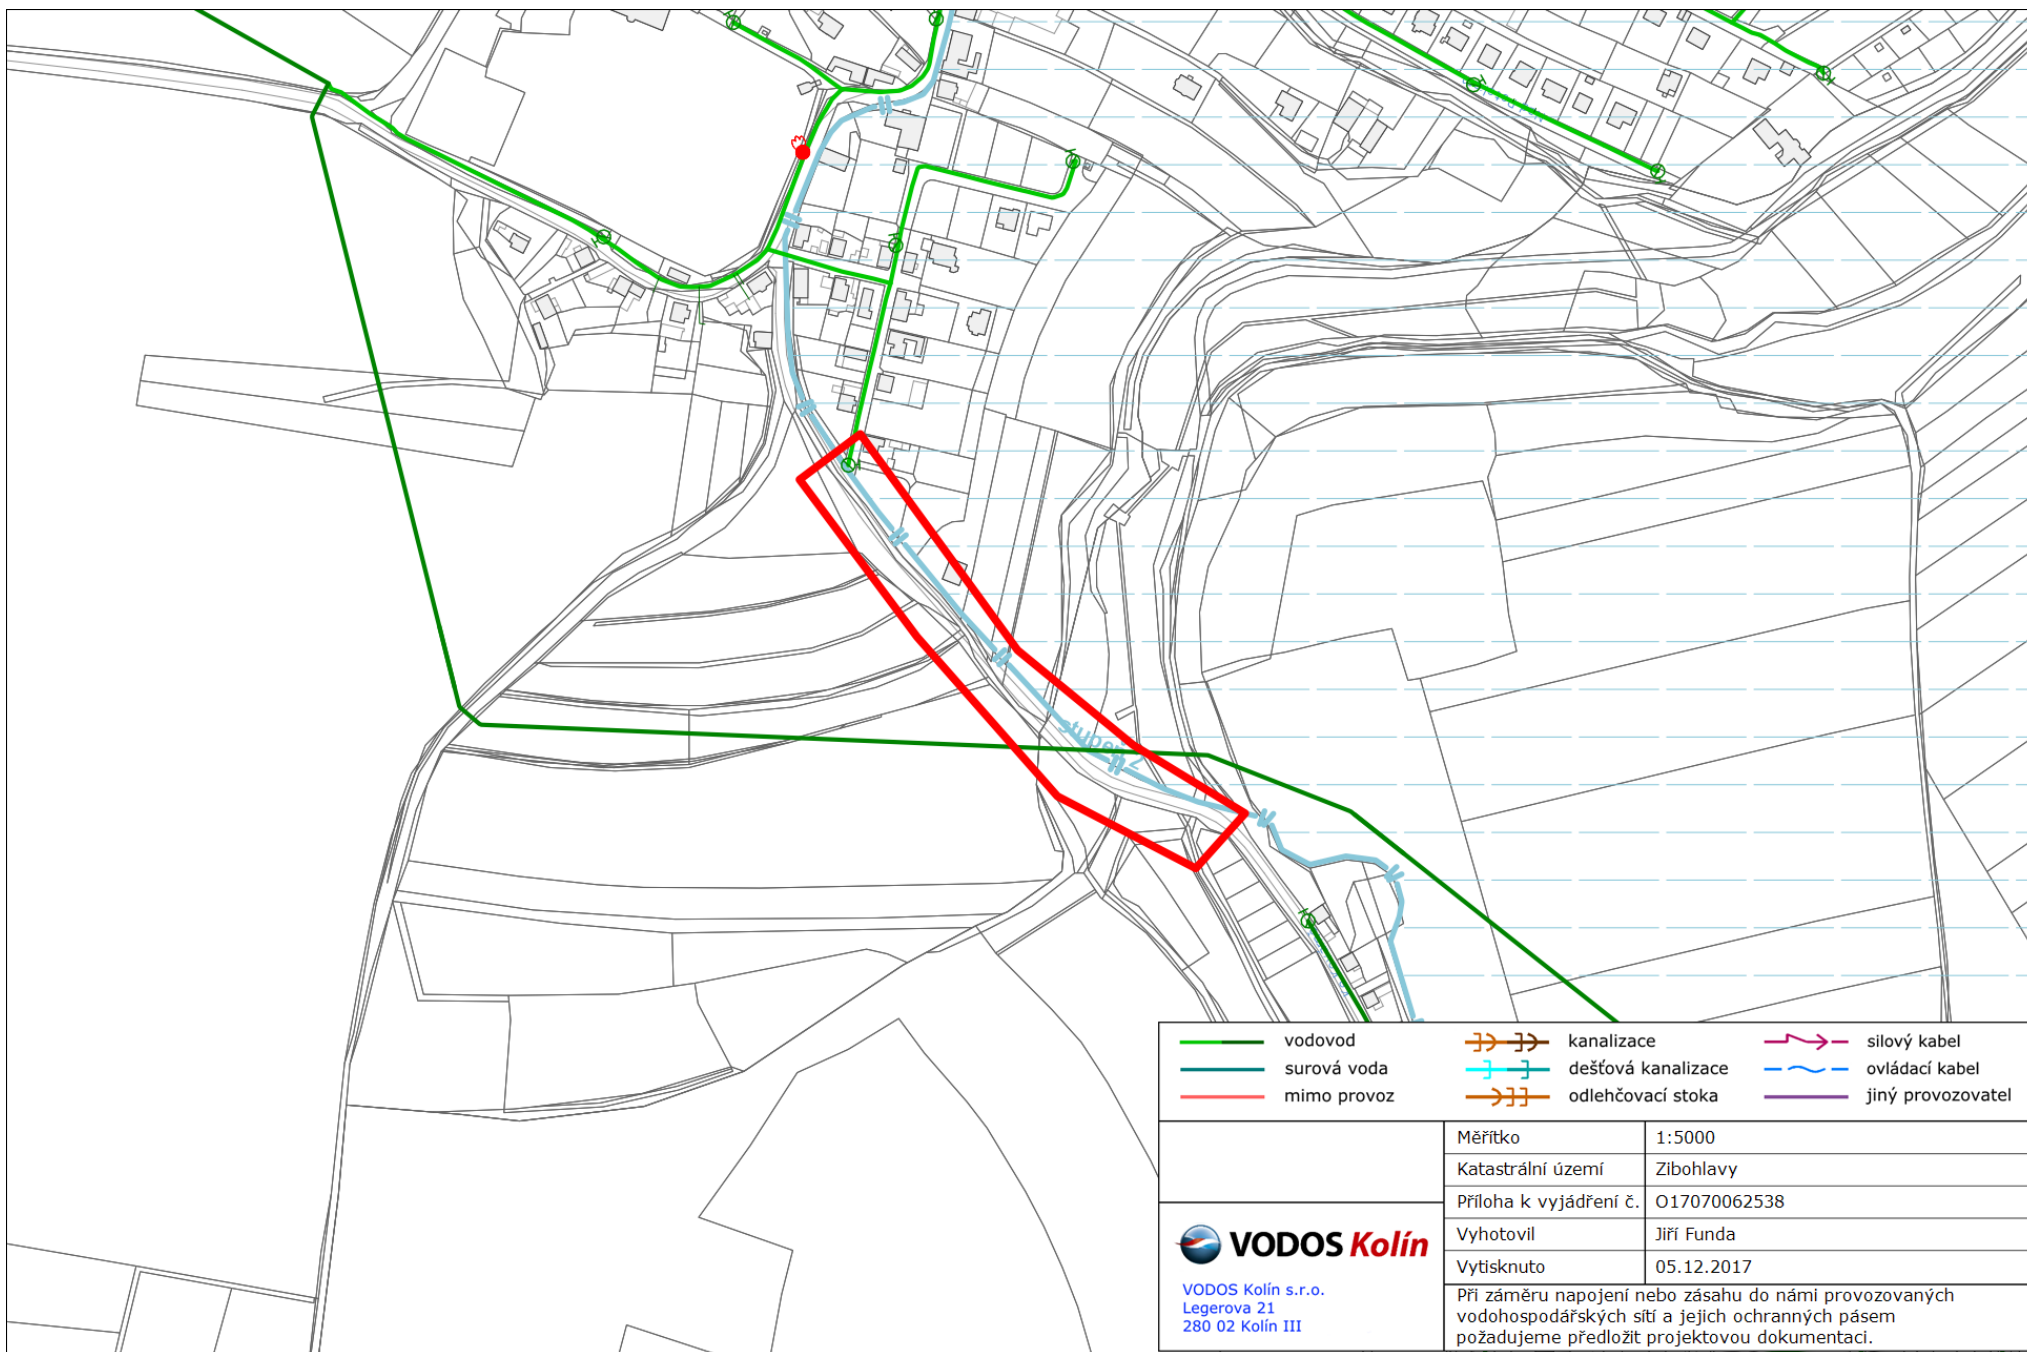 stupeň 2
vodovod
kanalizace
silový kabel
surová voda
dešťová kanalizace
ovládací kabel
mimo provoz
odlehčovací stoka
jiný provozovatel
Měřítko 1:5000
Katastrální území Zibohlavy
Příloha k vyjádření č. O17070062538
Vyhotovil Jiří Funda
Vytisknuto 05.12.2017
VODOS Kolín
VODOS Kolín s.r.o.
Legerova 21
280 02 Kolín III
Při záměru napojení nebo zásahu do námi provozovaných
vodohospodářských sítí a jejich ochranných pásem
požadujeme předložit projektovou dokumentaci.